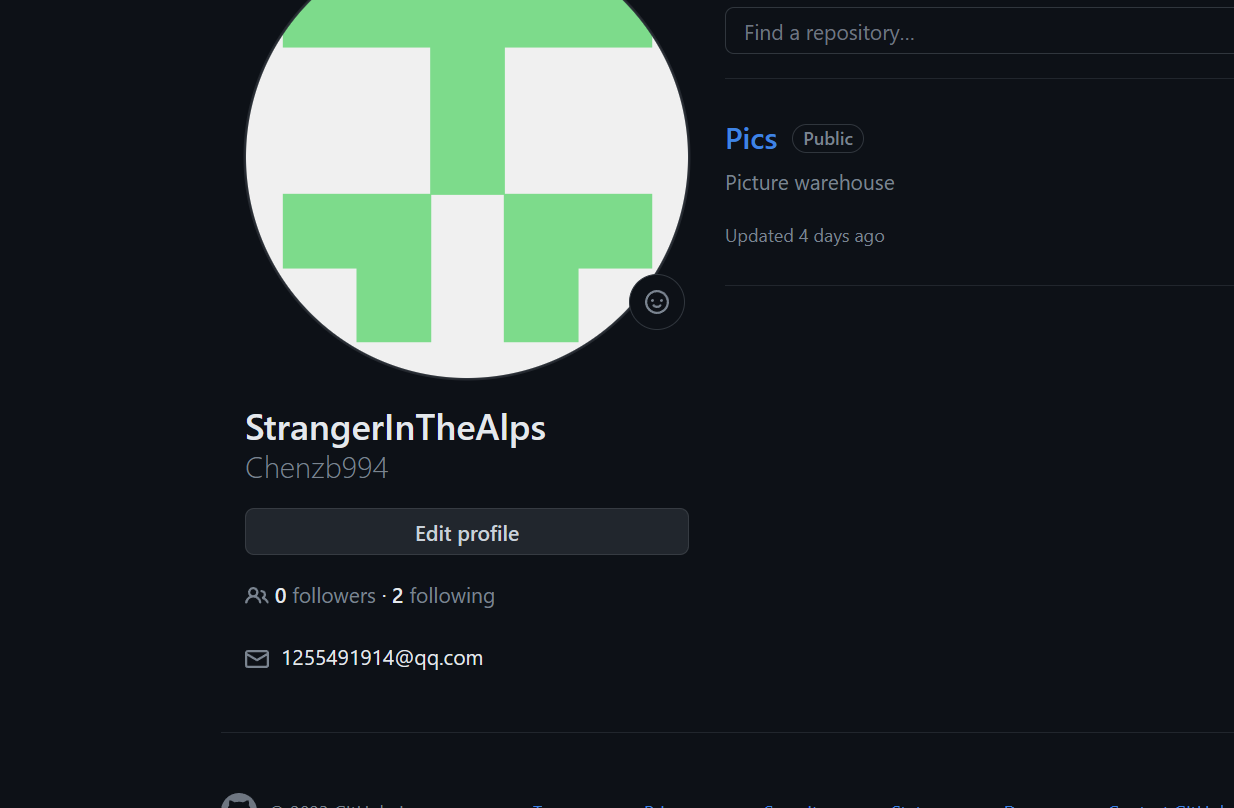 Find a repository...
Pics Public
Picture warehouse
Updated 4 days ago
StrangerInTheAlps
Chenzb994
Edit profile
0 followers · 2 following
1255491914@qq.com